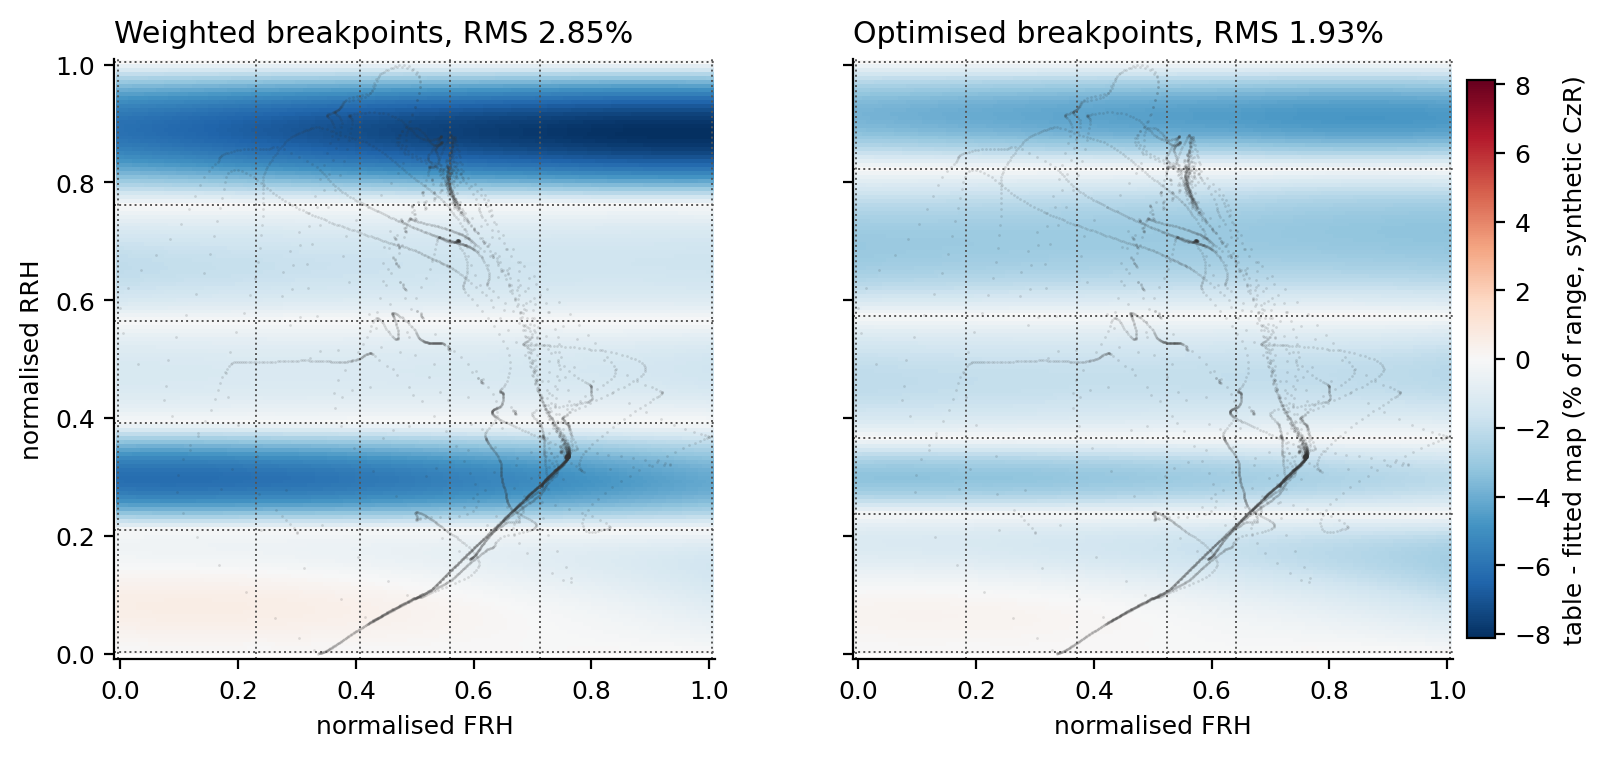 Weighted breakpoints, RMS 2.85%
Optimised breakpoints, RMS 1.93%
1.0
0.8
0.6
0.4
0.2
0.0
normalised RRH
0.0 0.2 0.4 0.6 0.8 1.0
normalised FRH
0.0 0.2 0.4 0.6 0.8 1.0
normalised FRH
8
6
4
2
0
−2
−4
−6
−8
table - fitted map (% of range, synthetic CzR)